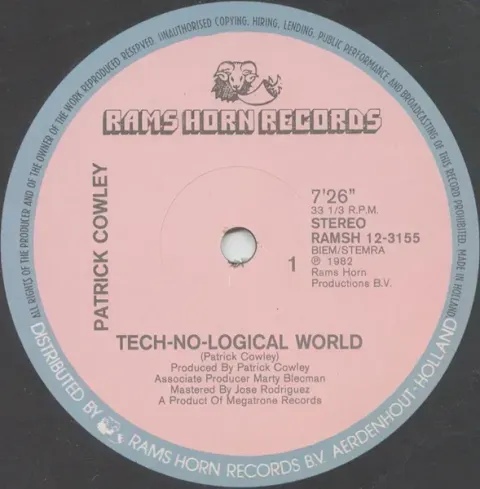 ALL RIGHTS OF THE PRODUCER AND OF THE OWNER OF THE WORK REPRODUCED RESERVED. UNAUTHORISED COPYING, HIRING, LENDING, PUBLIC PERFORMANCE AND BROADCASTING OF THIS RECORD PROHIBITED. MADE IN HOLLAND.
RAMS HORN RECORDS
PATRICK COWLEY
7'26"
33 1/3 R.P.M.
STEREO
RAMSH 12-3155
BIEM/STEMRA
℗ 1982
Rams Horn
Productions B.V.
1
TECH-NO-LOGICAL WORLD
(Patrick Cowley)
Produced By Patrick Cowley
Associate Producer Marty Blecman
Mastered By Jose Rodriguez
A Product Of Megatrone Records
DISTRIBUTED BY RAMS HORN RECORDS B.V. AERDENHOUT - HOLLAND